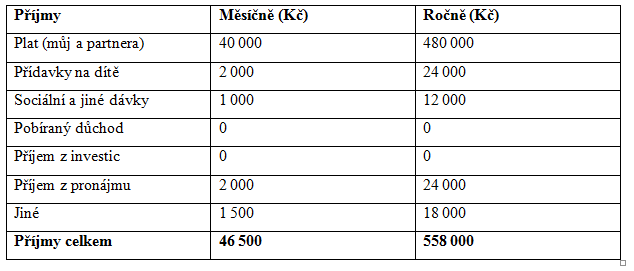 Příjmy Měsíčně (Kč) Ročně (Kč)
Plat (můj a partnera) 40 000 480 000
Přídavky na dítě 2 000 24 000
Sociální a jiné dávky 1 000 12 000
Pobíraný důchod 0 0
Příjem z investic 0 0
Příjem z pronájmu 2 000 24 000
Jiné 1 500 18 000
Příjmy celkem 46 500 558 000